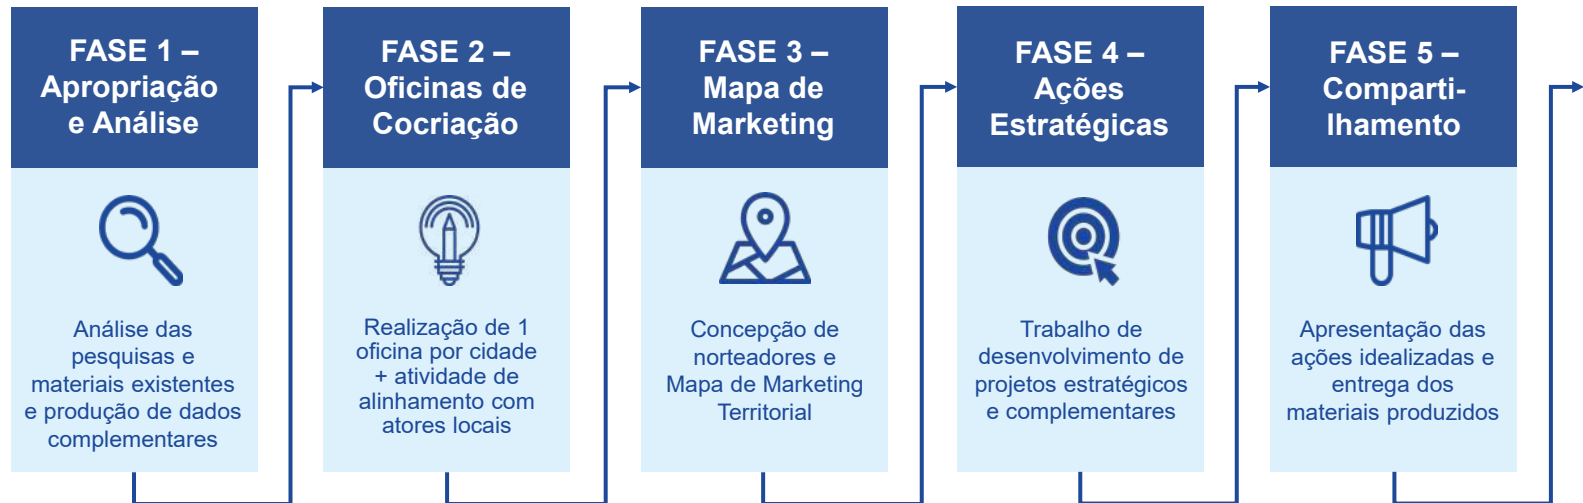 FASE 1 –
Apropriação
e Análise
Análise das
pesquisas e
materiais existentes
e produção de dados
complementares
FASE 2 –
Oficinas de
Cocriação
Realização de 1
oficina por cidade
+ atividade de
alinhamento com
atores locais
FASE 3 –
Mapa de
Marketing
Concepção de
norteadores e
Mapa de Marketing
Territorial
FASE 4 –
Ações
Estratégicas
Trabalho de
desenvolvimento de
projetos estratégicos
e complementares
FASE 5 –
Comparti-
lhamento
Apresentação das
ações idealizadas e
entrega dos
materiais produzidos